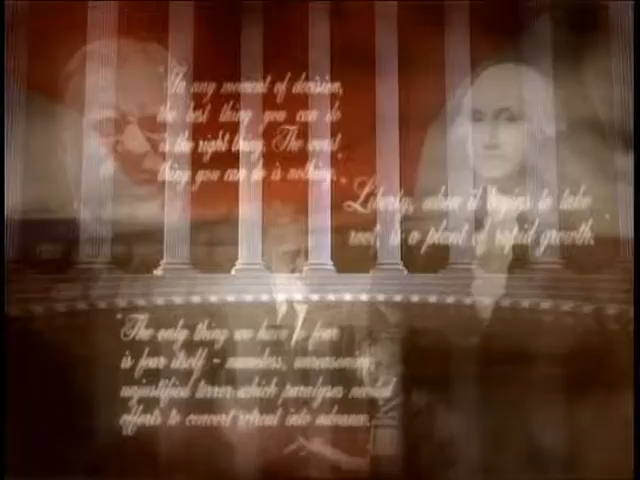 "In any moment of decision,
the best thing you can do
is the right thing. The worst
thing you can do is nothing."
"Liberty, when it begins to take
root, is a plant of rapid growth."
"The only thing we have to fear
is fear itself - nameless, unreasoning,
unjustified terror which paralyzes needed
efforts to convert retreat into advance."